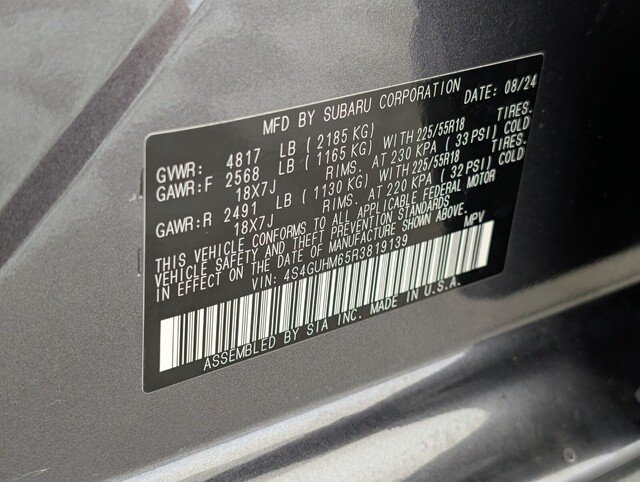 MFD BY SUBARU CORPORATION DATE: 08/24
GVWR: 4817 LB ( 2185 KG)
GAWR:F 2568 LB ( 1165 KG) WITH 225/55R18 TIRES.
18X7J RIMS. AT 230 KPA ( 33 PSI) COLD
GAWR:R 2491 LB ( 1130 KG) WITH 225/55R18 TIRES.
18X7J RIMS. AT 220 KPA ( 32 PSI) COLD
THIS VEHICLE CONFORMS TO ALL APPLICABLE FEDERAL MOTOR
VEHICLE SAFETY AND THEFT PREVENTION STANDARDS
IN EFFECT ON THE DATE OF MANUFACTURE SHOWN ABOVE.
VIN: 4S4GUHM65R3819139 MPV
ASSEMBLED BY SIA INC. MADE IN U.S.A.